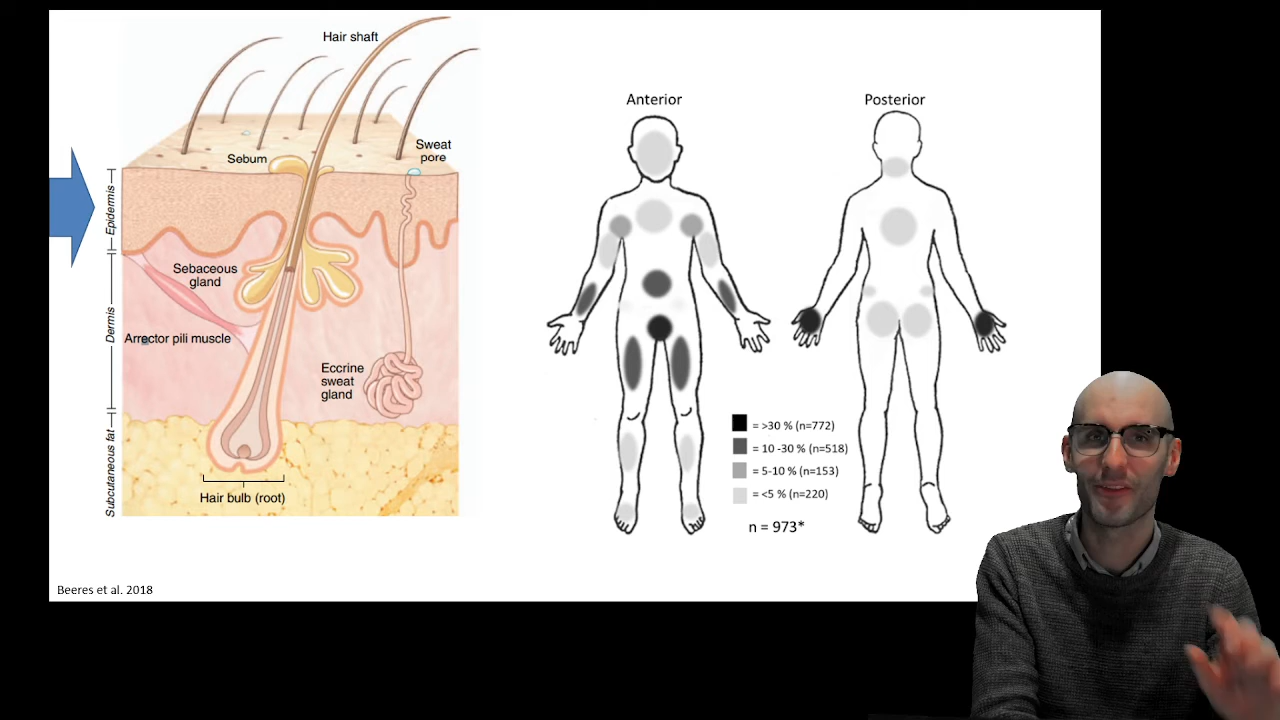 Hair shaft
Sweat
pore
Sebum
Epidermis
Sebaceous
gland
Dermis
Arrector pili muscle
Eccrine
sweat
gland
Subcutaneous fat
Hair bulb (root)
Anterior
Posterior
= >30 % (n=772)
= 10 -30 % (n=518)
= 5-10 % (n=153)
= <5 % (n=220)
n = 973*
Beeres et al. 2018